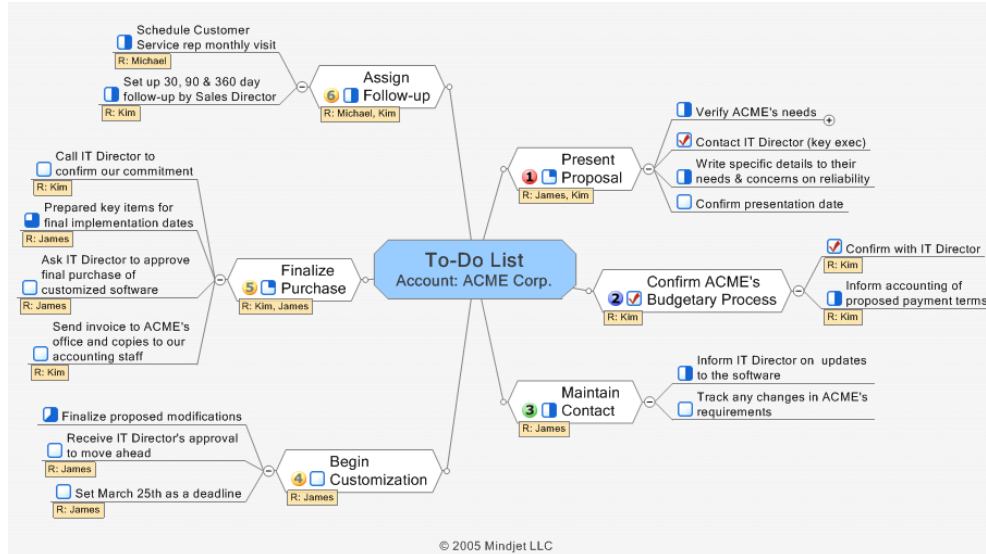 To-Do List
Account: ACME Corp.
1
Present
Proposal
R: James, Kim
Verify ACME's needs
Contact IT Director (key exec)
Write specific details to their
needs & concerns on reliability
Confirm presentation date
2
Confirm ACME's
Budgetary Process
R: Kim
Confirm with IT Director
R: Kim
Inform accounting of
proposed payment terms
R: Kim
3
Maintain
Contact
R: James
Inform IT Director on updates
to the software
Track any changes in ACME's
requirements
4
Begin
Customization
R: James
Finalize proposed modifications
Receive IT Director's approval
to move ahead
R: James
Set March 25th as a deadline
R: James
5
Finalize
Purchase
R: Kim, James
Call IT Director to
confirm our commitment
R: Kim
Prepared key items for
final implementation dates
R: James
Ask IT Director to approve
final purchase of
customized software
R: James
Send invoice to ACME's
office and copies to our
accounting staff
R: Kim
6
Assign
Follow-up
R: Michael, Kim
Schedule Customer
Service rep monthly visit
R: Michael
Set up 30, 90 & 360 day
follow-up by Sales Director
R: Kim
© 2005 Mindjet LLC